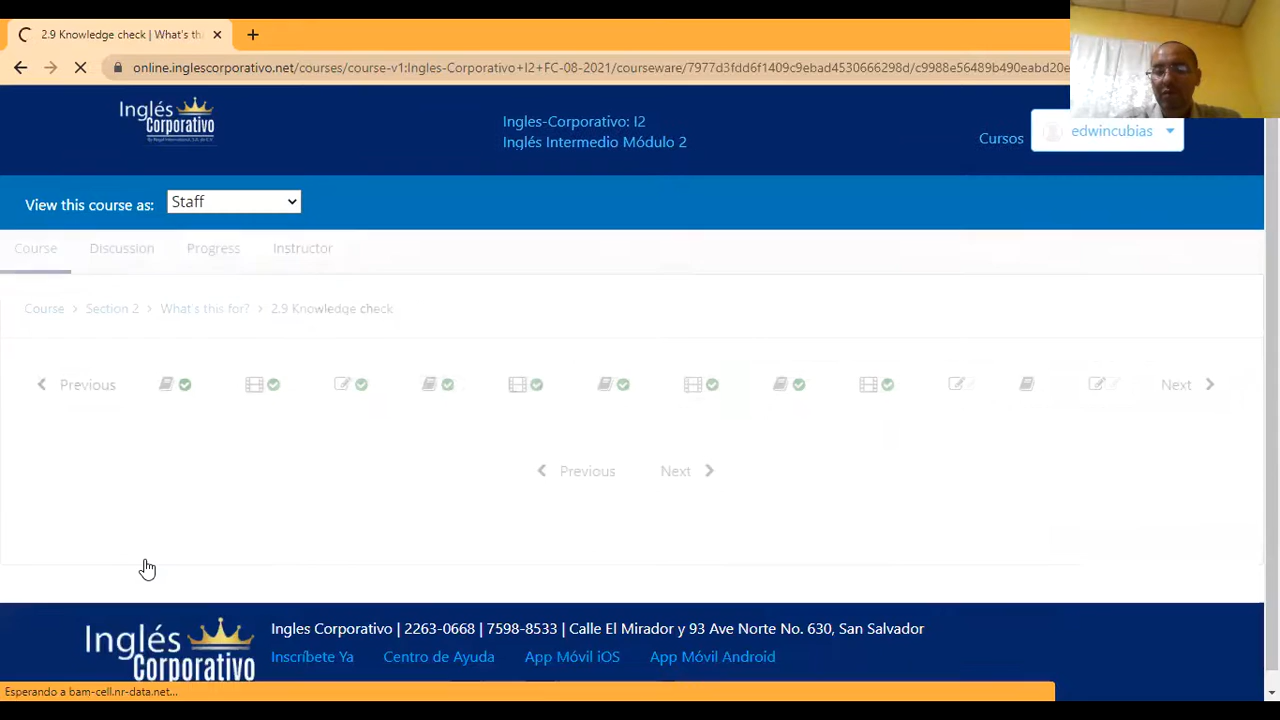 2.9 Knowledge check | What's thi
online.inglescorporativo.net/courses/course-v1:Ingles-Corporativo+I2+FC-08-2021/courseware/7977d3fdd6f1409c9ebad4530666298d/c9988e56489b490eabd20e
Inglés
Corporativo
Ingles-Corporativo: I2
Inglés Intermedio Módulo 2
Cursos
edwincubias
View this course as:
Staff
Course
Discussion
Progress
Instructor
Course > Section 2 > What's this for? > 2.9 Knowledge check
Previous
Next
Previous
Next
Inglés
Corporativo
Ingles Corporativo | 2263-0668 | 7598-8533 | Calle El Mirador y 93 Ave Norte No. 630, San Salvador
Inscríbete Ya
Centro de Ayuda
App Móvil iOS
App Móvil Android
Esperando a bam-cell.nr-data.net...